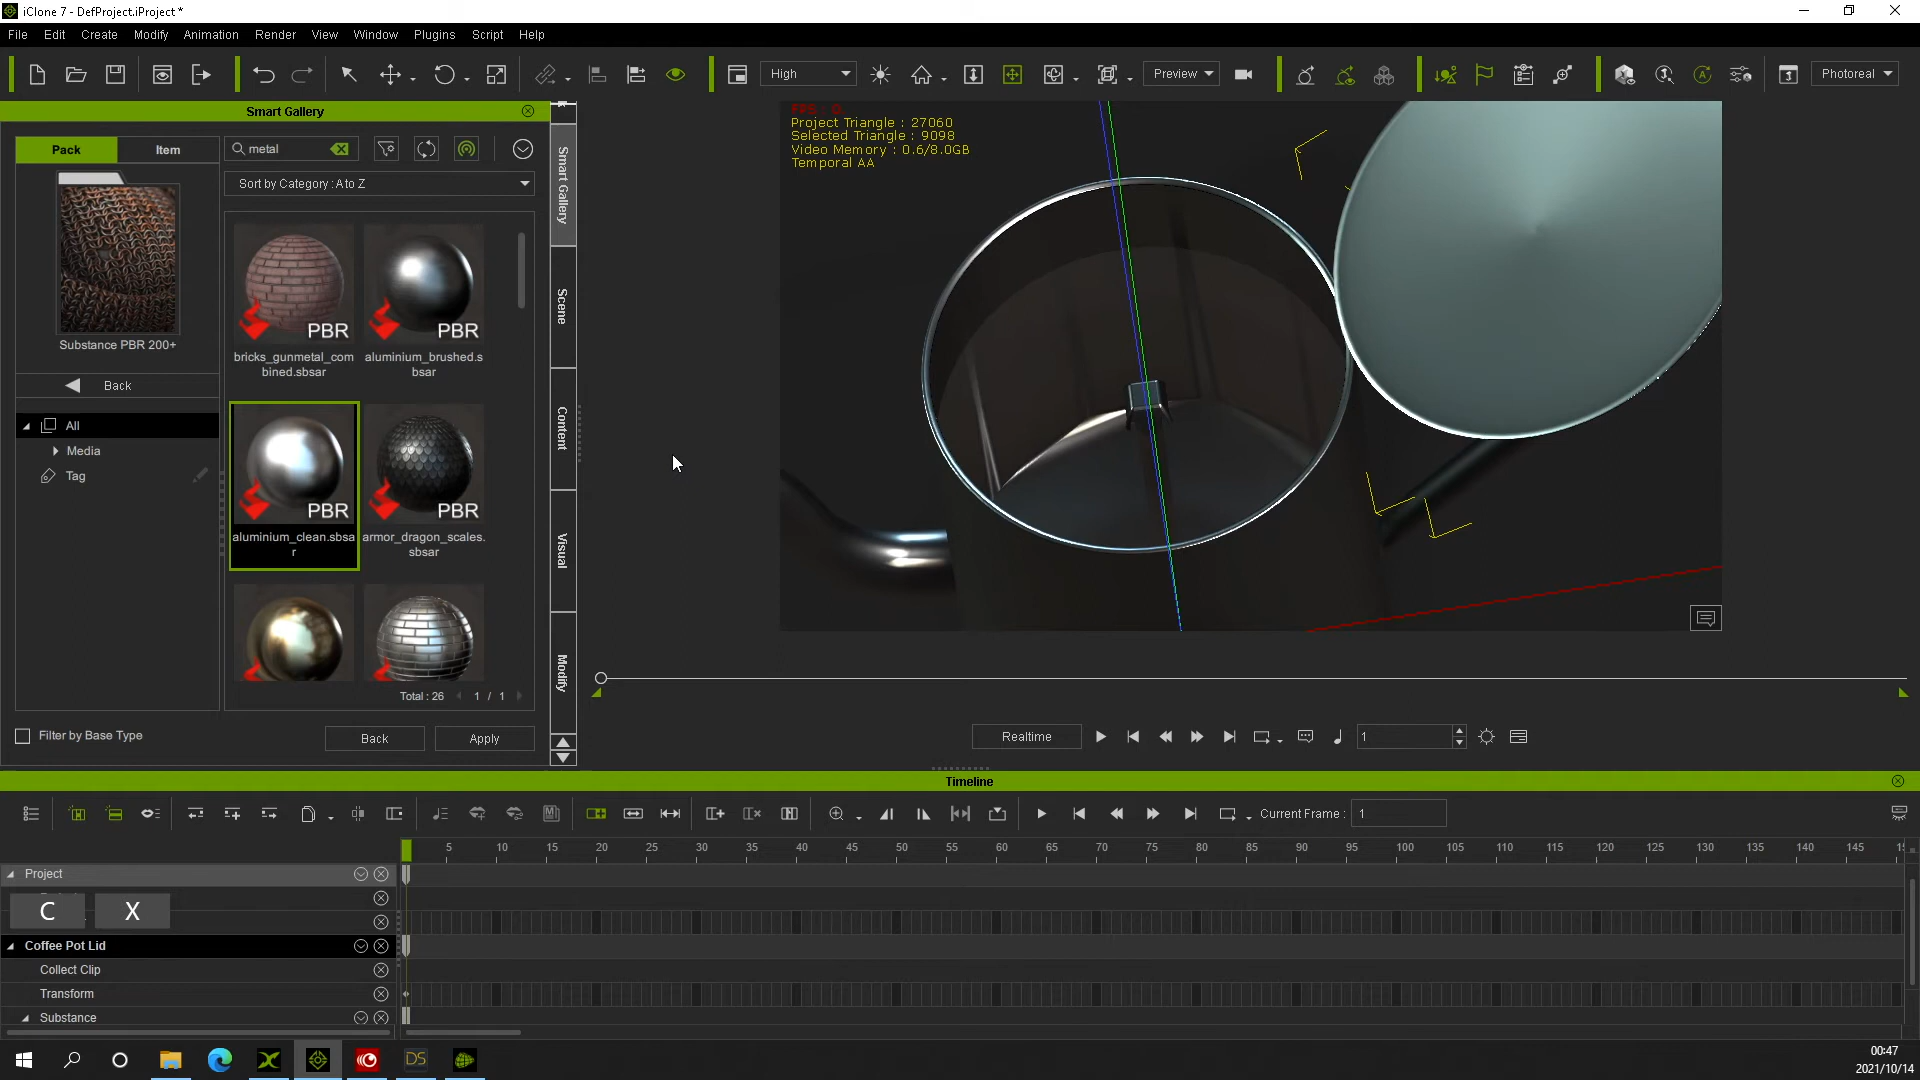 iClone 7 - DefProject.iProject *
File Edit Create Modify Animation Render View Window Plugins Script Help
High
Preview
Photoreal
Smart Gallery
Pack
Item
metal
Sort by Category : A to Z
Substance PBR 200+
Back
All
Media
Tag
PBR
bricks_gunmetal_com
bined.sbsar
PBR
aluminium_brushed.s
bsar
PBR
aluminium_clean.sbsa
r
PBR
armor_dragon_scales.
sbsar
Total : 26 1 / 1
Filter by Base Type
Back
Apply
Smart Gallery
Scene
Content
Visual
Modify
Project Triangle : 27060
Selected Triangle : 9098
Video Memory : 0.6/8.0GB
Temporal AA
Realtime
1
Timeline
Current Frame : 1
5 10 15 20 25 30 35 40 45 50 55 60 65 70 75 80 85 90 95 100 105 110 115 120 125 130 135 140 145
Project
C X
Coffee Pot Lid
Collect Clip
Transform
Substance
DS
00:47
2021/10/14